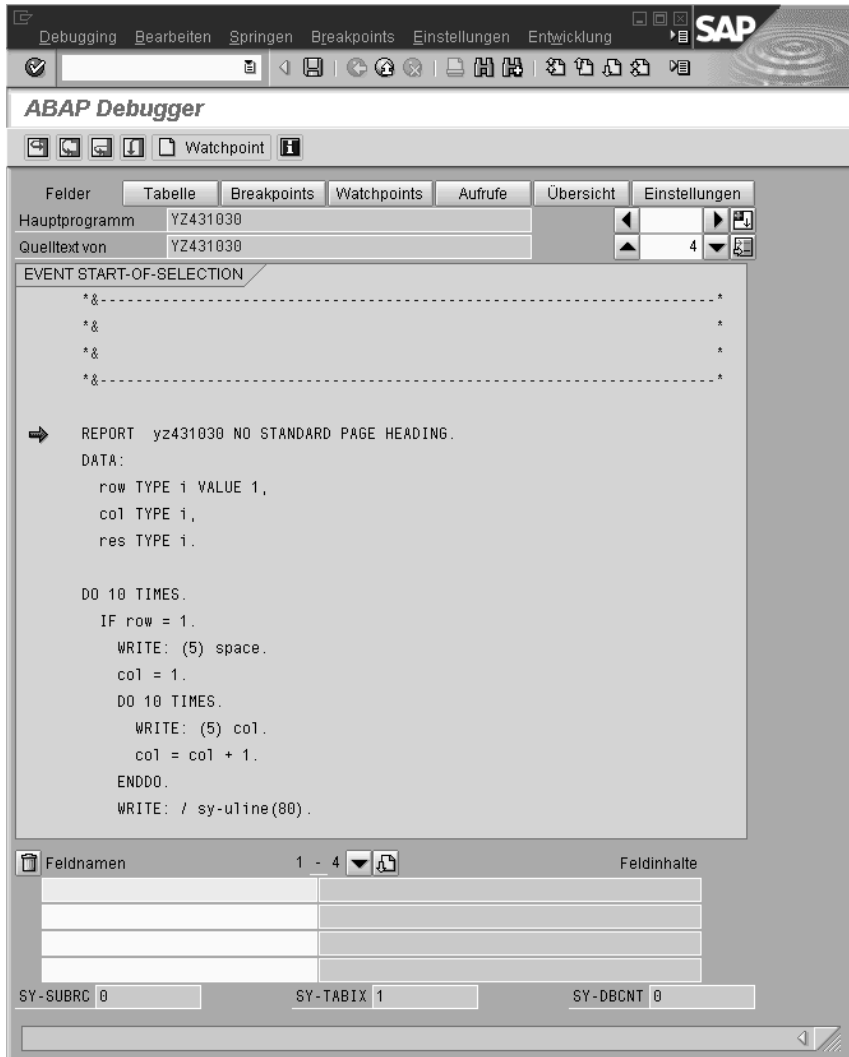 Debugging Bearbeiten Springen Breakpoints Einstellungen Entwicklung
SAP
ABAP Debugger
Watchpoint
Felder Tabelle Breakpoints Watchpoints Aufrufe Übersicht Einstellungen
Hauptprogramm YZ431030
Quelltext von YZ431030 4
EVENT START-OF-SELECTION
*&---------------------------------------------------------------------*
*& *
*& *
*&---------------------------------------------------------------------*
REPORT yz431030 NO STANDARD PAGE HEADING.
DATA:
row TYPE i VALUE 1,
col TYPE i,
res TYPE i.
DO 10 TIMES.
IF row = 1.
WRITE: (5) space.
col = 1.
DO 10 TIMES.
WRITE: (5) col.
col = col + 1.
ENDDO.
WRITE: / sy-uline(80).
Feldnamen 1 - 4 Feldinhalte
SY-SUBRC 0 SY-TABIX 1 SY-DBCNT 0